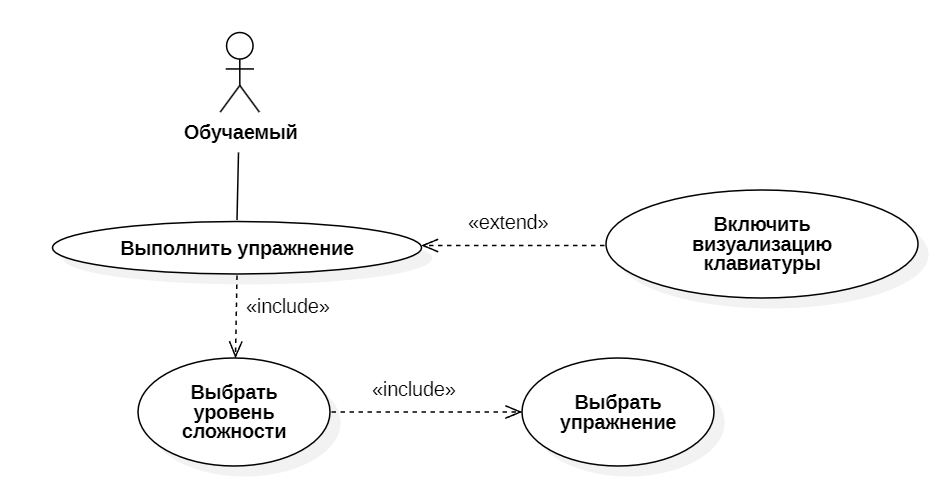 Обучаемый
«extend»
Включить
визуализацию
клавиатуры
Выполнить упражнение
«include»
Выбрать
уровень
сложности
«include»
Выбрать
упражнение